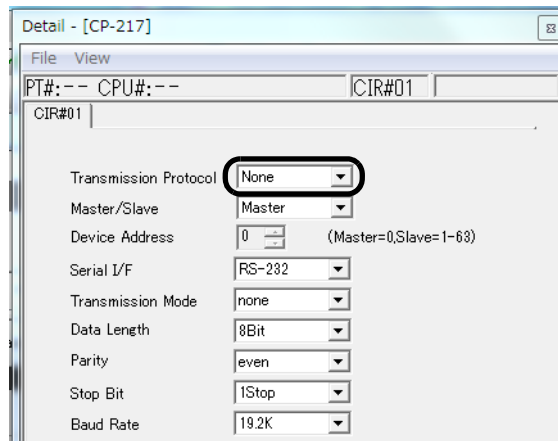 Detail - [CP-217]
File View
PT#:-- CPU#:-- CIR#01
CIR#01
Transmission Protocol None
Master/Slave Master
Device Address 0 (Master=0,Slave=1-63)
Serial I/F RS-232
Transmission Mode none
Data Length 8Bit
Parity even
Stop Bit 1Stop
Baud Rate 19.2K